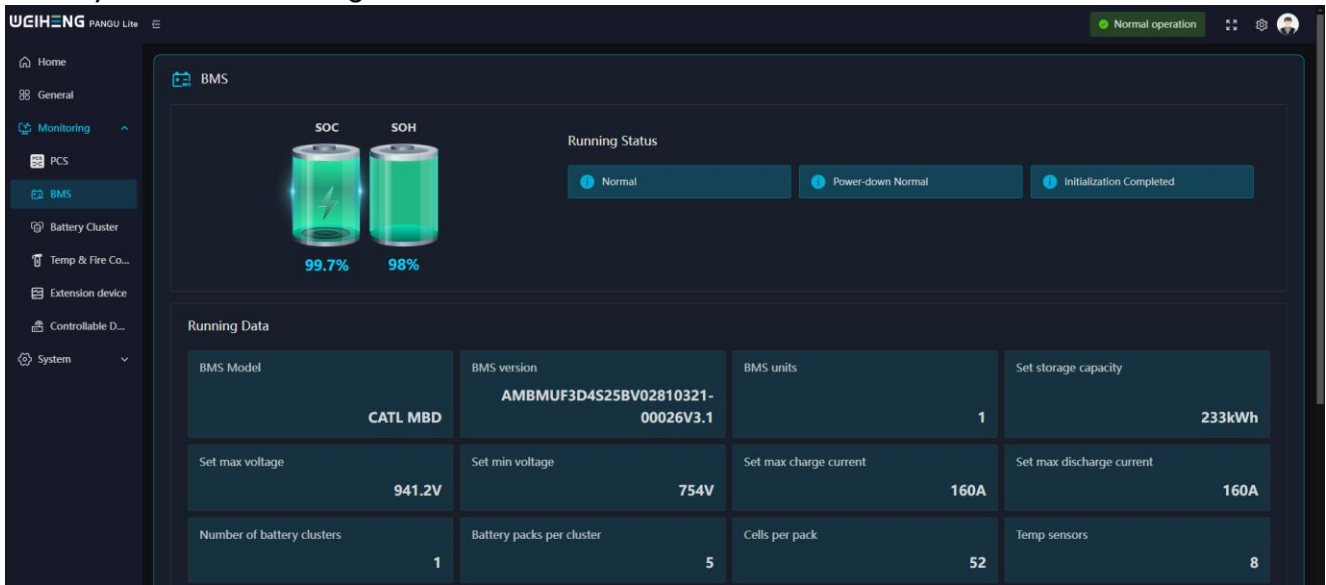 WEIHENG PANGU Lite
Normal operation
Home
General
Monitoring
PCS
BMS
Battery Cluster
Temp & Fire Co...
Extension device
Controllable D...
System
BMS
SOC SOH
99.7% 98%
Running Status
Normal Power-down Normal Initialization Completed
Running Data
BMS Model
CATL MBD
BMS version
AMBMUF3D4S25BV02810321-
00026V3.1
BMS units
1
Set storage capacity
233kWh
Set max voltage
941.2V
Set min voltage
754V
Set max charge current
160A
Set max discharge current
160A
Number of battery clusters
1
Battery packs per cluster
5
Cells per pack
52
Temp sensors
8